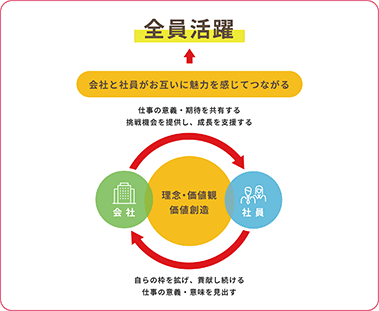 全員活躍
会社と社員がお互いに魅力を感じてつながる
仕事の意義・期待を共有する
挑戦機会を提供し、成長を支援する
理念・価値観
価値創造
会社
社員
自らの枠を拡げ、貢献し続ける
仕事の意義・意味を見出す